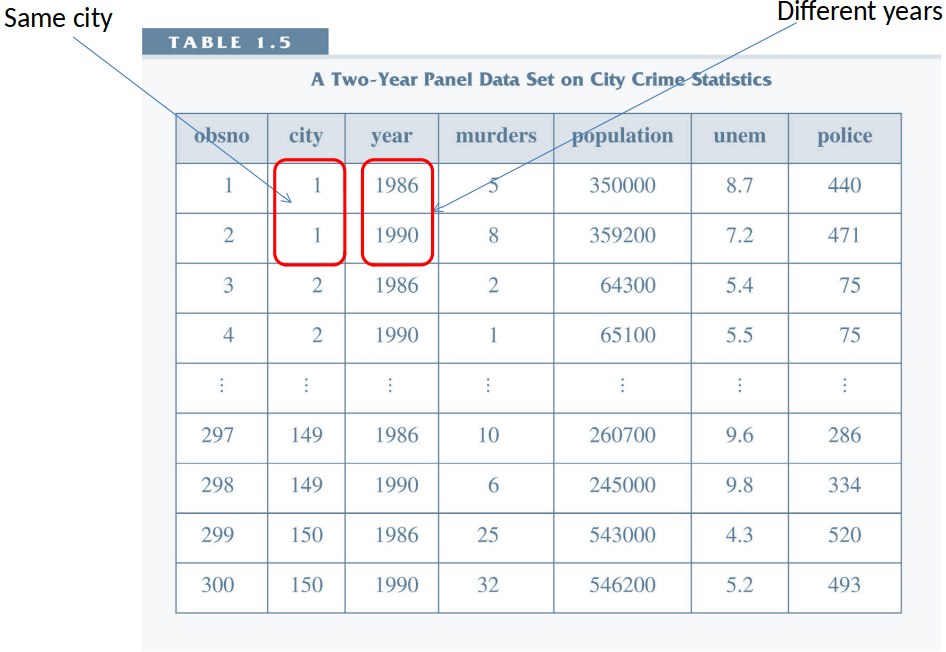 Same city
Different years
TABLE 1.5
A Two-Year Panel Data Set on City Crime Statistics
obsno city year murders population unem police
1 1 1986 5 350000 8.7 440
2 1 1990 8 359200 7.2 471
3 2 1986 2 64300 5.4 75
4 2 1990 1 65100 5.5 75
⋮ ⋮ ⋮ ⋮ ⋮ ⋮ ⋮
297 149 1986 10 260700 9.6 286
298 149 1990 6 245000 9.8 334
299 150 1986 25 543000 4.3 520
300 150 1990 32 546200 5.2 493